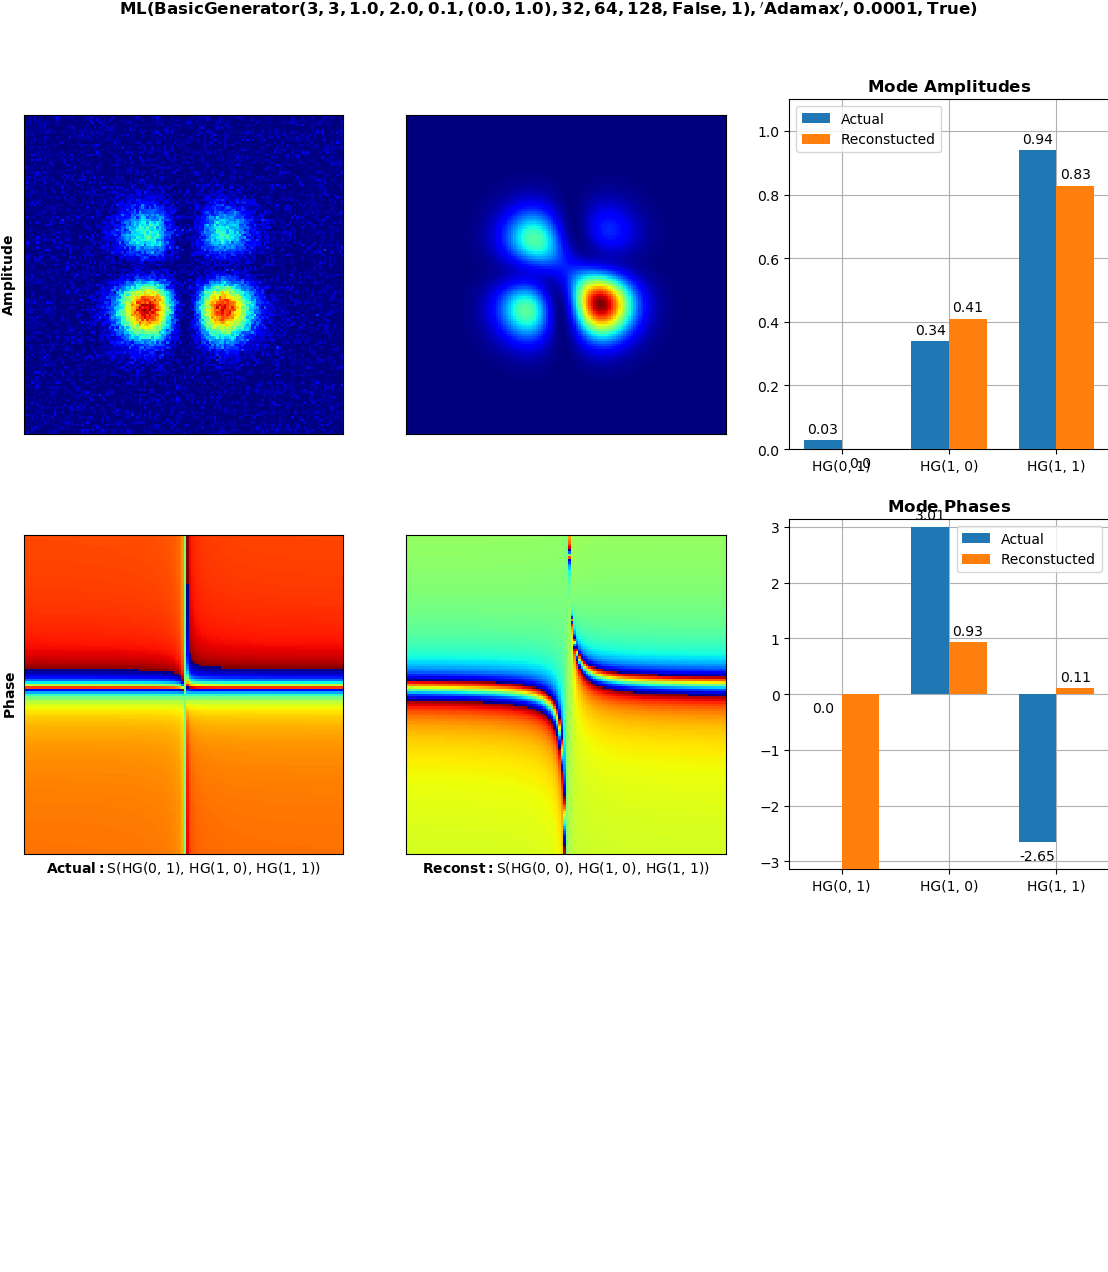 ML(BasicGenerator(3, 3, 1.0, 2.0, 0.1, (0.0, 1.0), 32, 64, 128, False, 1), ′Adamax′, 0.0001, True)
Amplitude
Mode Amplitudes
Actual
Reconstucted
1.0
0.8
0.6
0.4
0.2
0.0
0.03
0.0
0.34
0.41
0.94
0.83
HG(0, 1)
HG(1, 0)
HG(1, 1)
Phase
Actual: S(HG(0, 1), HG(1, 0), HG(1, 1))
Reconst: S(HG(0, 0), HG(1, 0), HG(1, 1))
Mode Phases
Actual
Reconstucted
3
2
1
0
−1
−2
−3
0.0
3.01
0.93
-2.65
0.11
HG(0, 1)
HG(1, 0)
HG(1, 1)